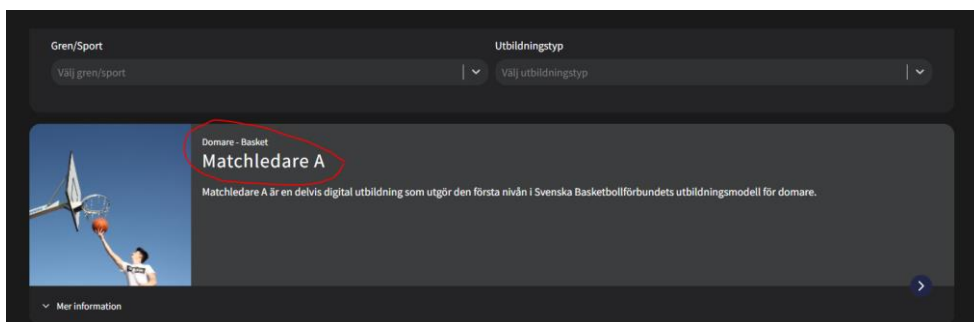 Gren/Sport
Utbildningstyp
Välj gren/sport
Välj utbildningstyp
Domare - Basket
Matchledare A
Matchledare A är en delvis digital utbildning som utgör den första nivån i Svenska Basketbollförbundets utbildningsmodell för domare.
Mer information